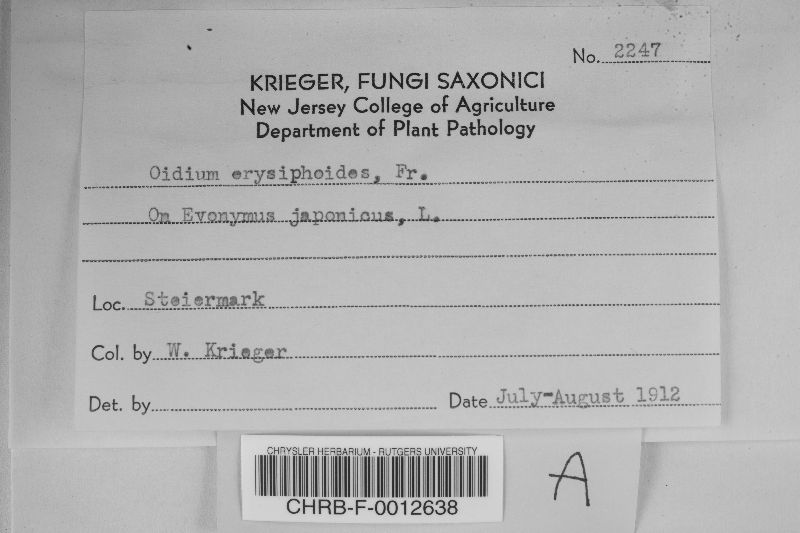 No. 2247
KRIEGER, FUNGI SAXONICI
New Jersey College of Agriculture
Department of Plant Pathology
Oidium erysiphoides, Fr.
On Evonymus japonicus, L.
Loc. Steiermark
Col. by W. Krieger
Det. by
Date July-August 1912
CHRYSLER HERBARIUM - RUTGERS UNIVERSITY
CHRB-F-0012638
A